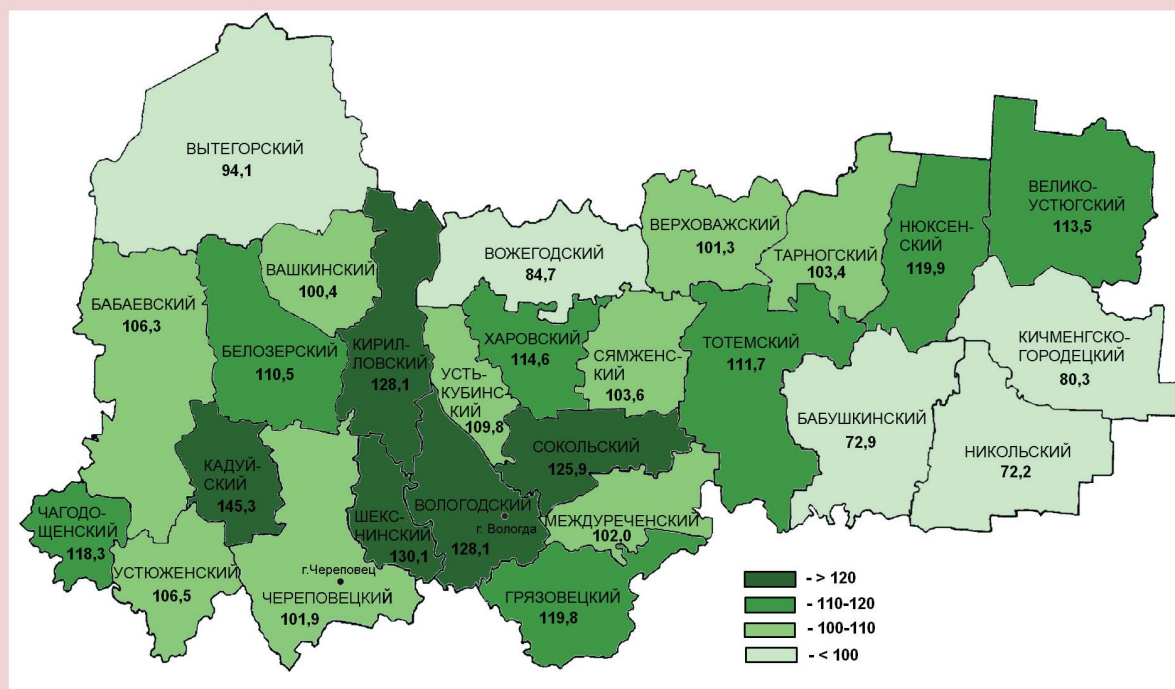 ВЫТЕГОРСКИЙ
94,1
ВАШКИНСКИЙ
100,4
ВОЖЕГОДСКИЙ
84,7
ВЕРХОВАЖСКИЙ
101,3
ТАРНОГСКИЙ
103,4
НЮКСЕН-
СКИЙ
119,9
ВЕЛИКО-
УСТЮГСКИЙ
113,5
БАБАЕВСКИЙ
106,3
БЕЛОЗЕРСКИЙ
110,5
КИРИЛ-
ЛОВСКИЙ
128,1
УСТЬ-
КУБИН-
СКИЙ
109,8
ХАРОВСКИЙ
114,6
СЯМЖЕНС-
КИЙ
103,6
ТОТЕМСКИЙ
111,7
КИЧМЕНГСКО-
ГОРОДЕЦКИЙ
80,3
БАБУШКИНСКИЙ
72,9
НИКОЛЬСКИЙ
72,2
КАДУЙ-
СКИЙ
145,3
СОКОЛЬСКИЙ
125,9
ЧАГОДО-
ЩЕНСКИЙ
118,3
ШЕКС-
НИНСКИЙ
130,1
ВОЛОГОДСКИЙ
г. Вологда
128,1
МЕЖДУРЕЧЕНСКИЙ
102,0
УСТЮЖЕНСКИЙ
106,5
г.Череповец
ЧЕРЕПОВЕЦКИЙ
101,9
ГРЯЗОВЕЦКИЙ
119,8
- > 120
- 110-120
- 100-110
- < 100